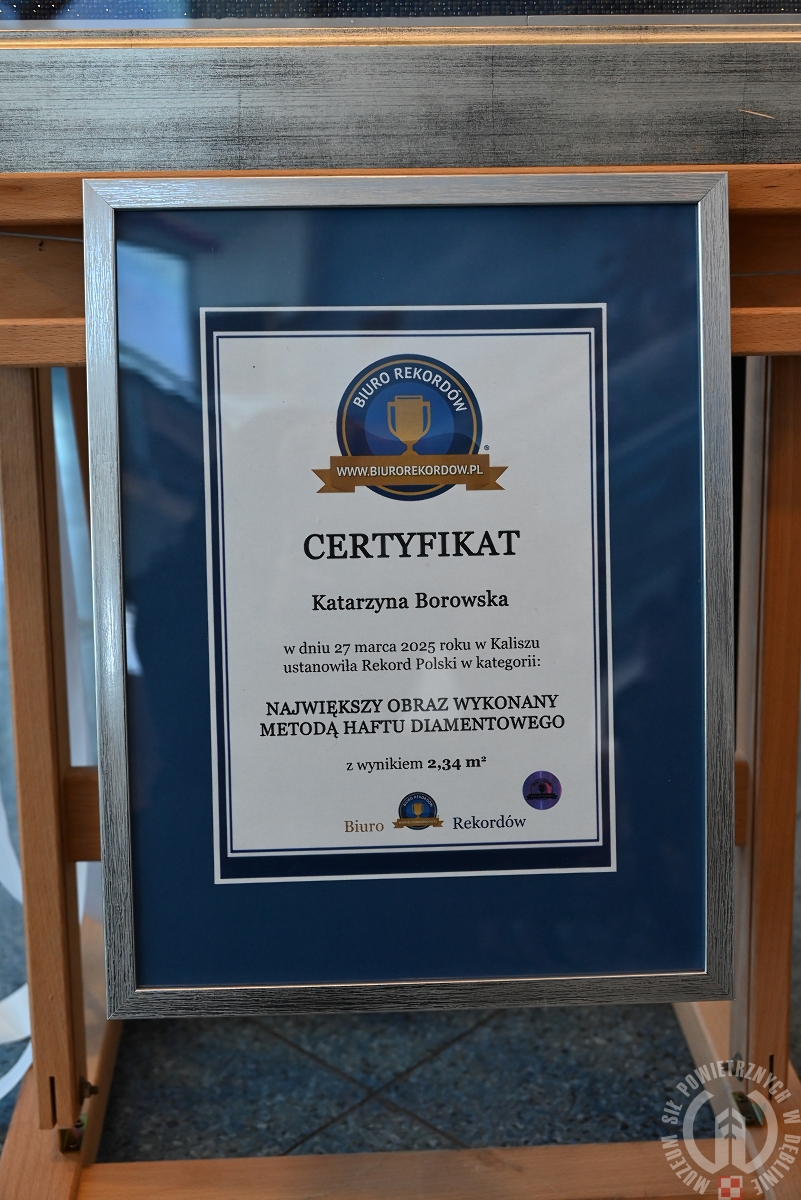 BIURO REKORDÓW
®
WWW.BIUROREKORDOW.PL
CERTYFIKAT
Katarzyna Borowska
w dniu 27 marca 2025 roku w Kaliszu
ustanowiła Rekord Polski w kategorii:
NAJWIĘKSZY OBRAZ WYKONANY
METODĄ HAFTU DIAMENTOWEGO
z wynikiem 2,34 m²
Biuro Rekordów
MUZEUM SIŁ POWIETRZNYCH W DĘBLINIE